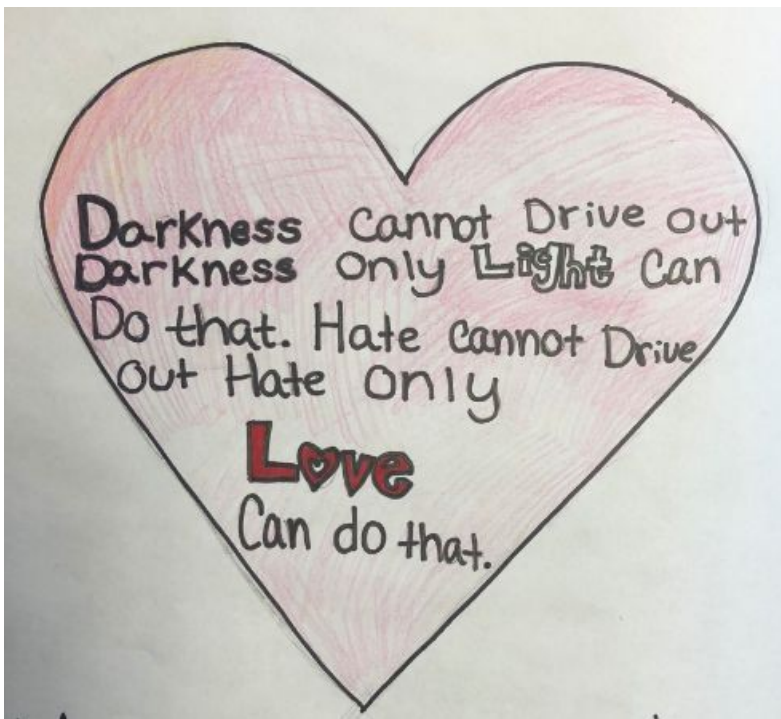 Darkness cannot Drive out
Darkness only Light Can
Do that. Hate cannot Drive
out Hate only
Love
Can do that.